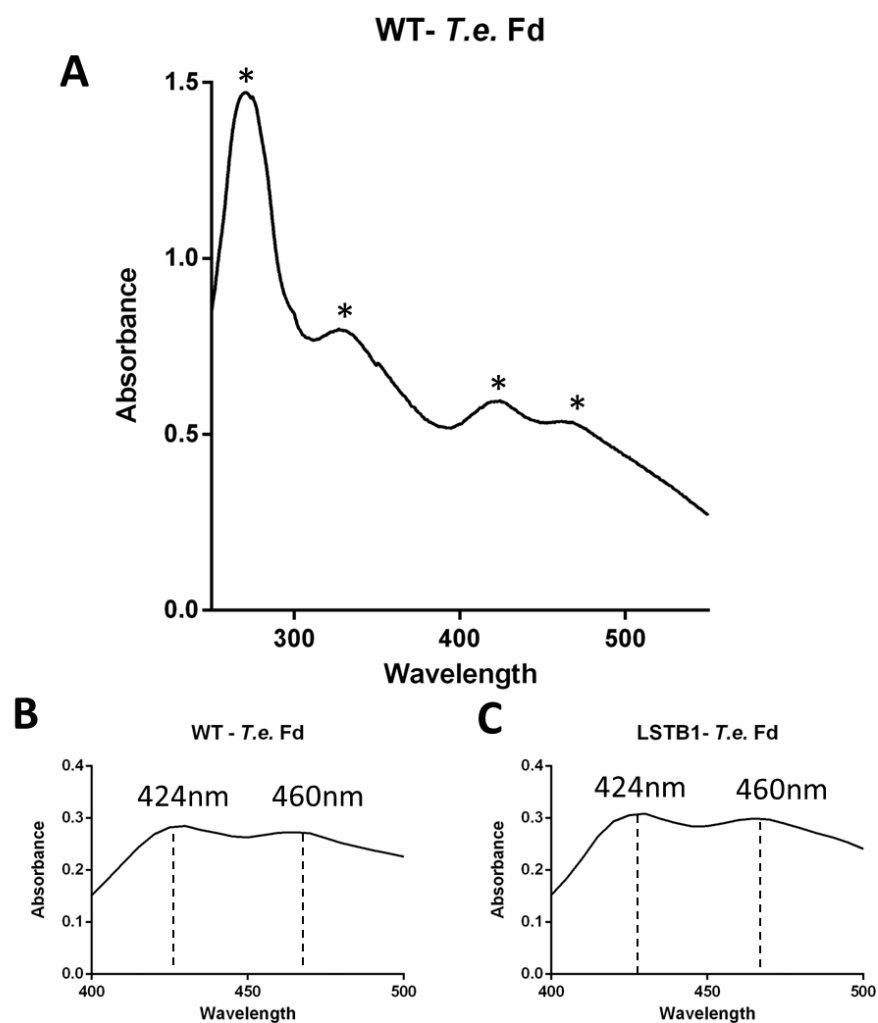 WT- T.e. Fd
A
*
*
*
*
1.5
1.0
0.5
0.0
Absorbance
300 400 500
Wavelength
B
WT - T.e. Fd
424nm 460nm
0.4
0.3
0.2
0.1
0.0
Absorbance
400 450 500
Wavelength
C
LSTB1- T.e. Fd
424nm 460nm
0.4
0.3
0.2
0.1
0.0
Absorbance
400 450 500
Wavelength